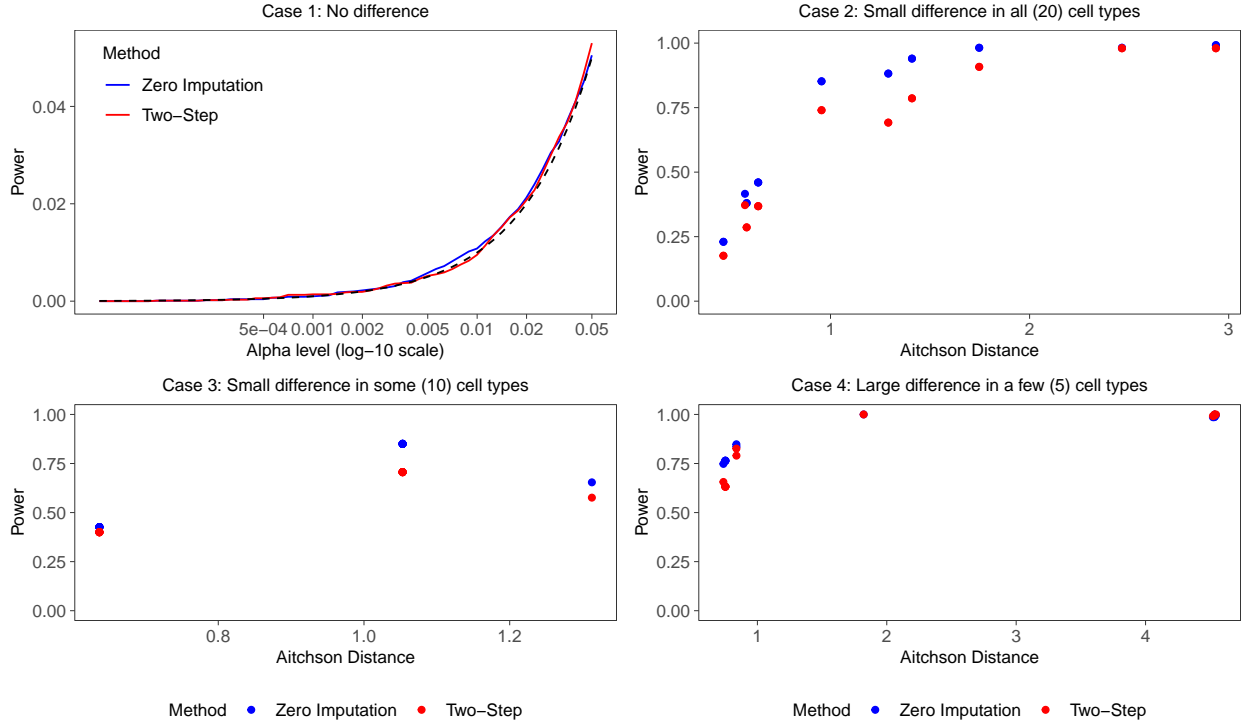 Case 1: No difference
Power
0.04
0.02
0.00
Method
Zero Imputation
Two−Step
5e−04 0.001 0.002 0.005 0.01 0.02 0.05
Alpha level (log−10 scale)
Case 2: Small difference in all (20) cell types
Power
1.00
0.75
0.50
0.25
0.00
1 2 3
Aitchson Distance
Case 3: Small difference in some (10) cell types
Power
1.00
0.75
0.50
0.25
0.00
0.8 1.0 1.2
Aitchson Distance
Method Zero Imputation Two−Step
Case 4: Large difference in a few (5) cell types
Power
1.00
0.75
0.50
0.25
0.00
1 2 3 4
Aitchson Distance
Method Zero Imputation Two−Step